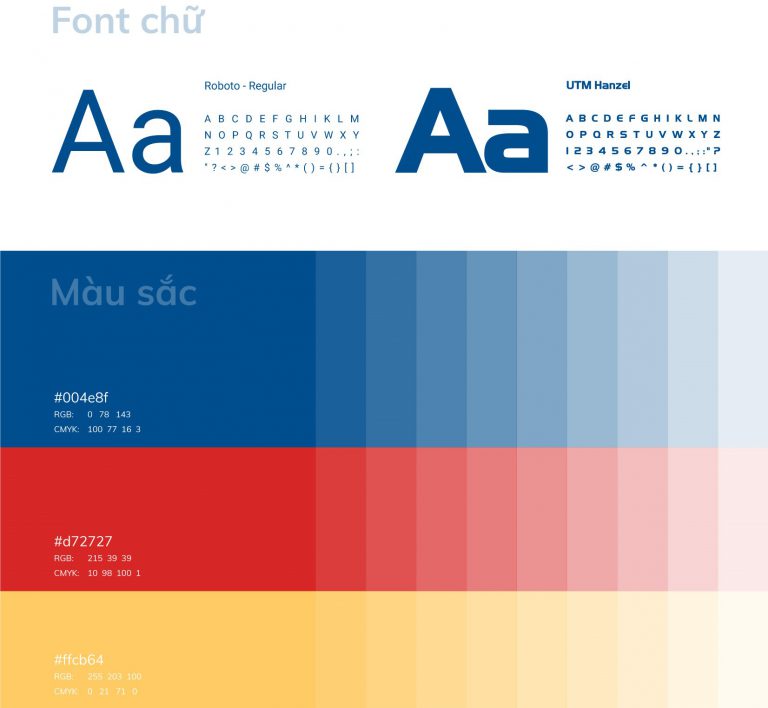 Font chữ
Aa
Roboto - Regular
A B C D E F G H I K L M
N O P Q R S T U V W X Y
Z 1 2 3 4 5 6 7 8 9 0 . , ; :
" ? < > @ # $ % ^ * ( ) = { } [ ]
Aa
UTM Hanzel
A B C D E F G H I K L M N
O P Q R S T U V W X Y Z
1 2 3 4 5 6 7 8 9 0 . , ; : " ?
< > @ # $ % ^ * ( ) = { } [ ]
Màu sắc
#004e8f
RGB: 0 78 143
CMYK: 100 77 16 3
#d72727
RGB: 215 39 39
CMYK: 10 98 100 1
#ffcb64
RGB: 255 203 100
CMYK: 0 21 71 0